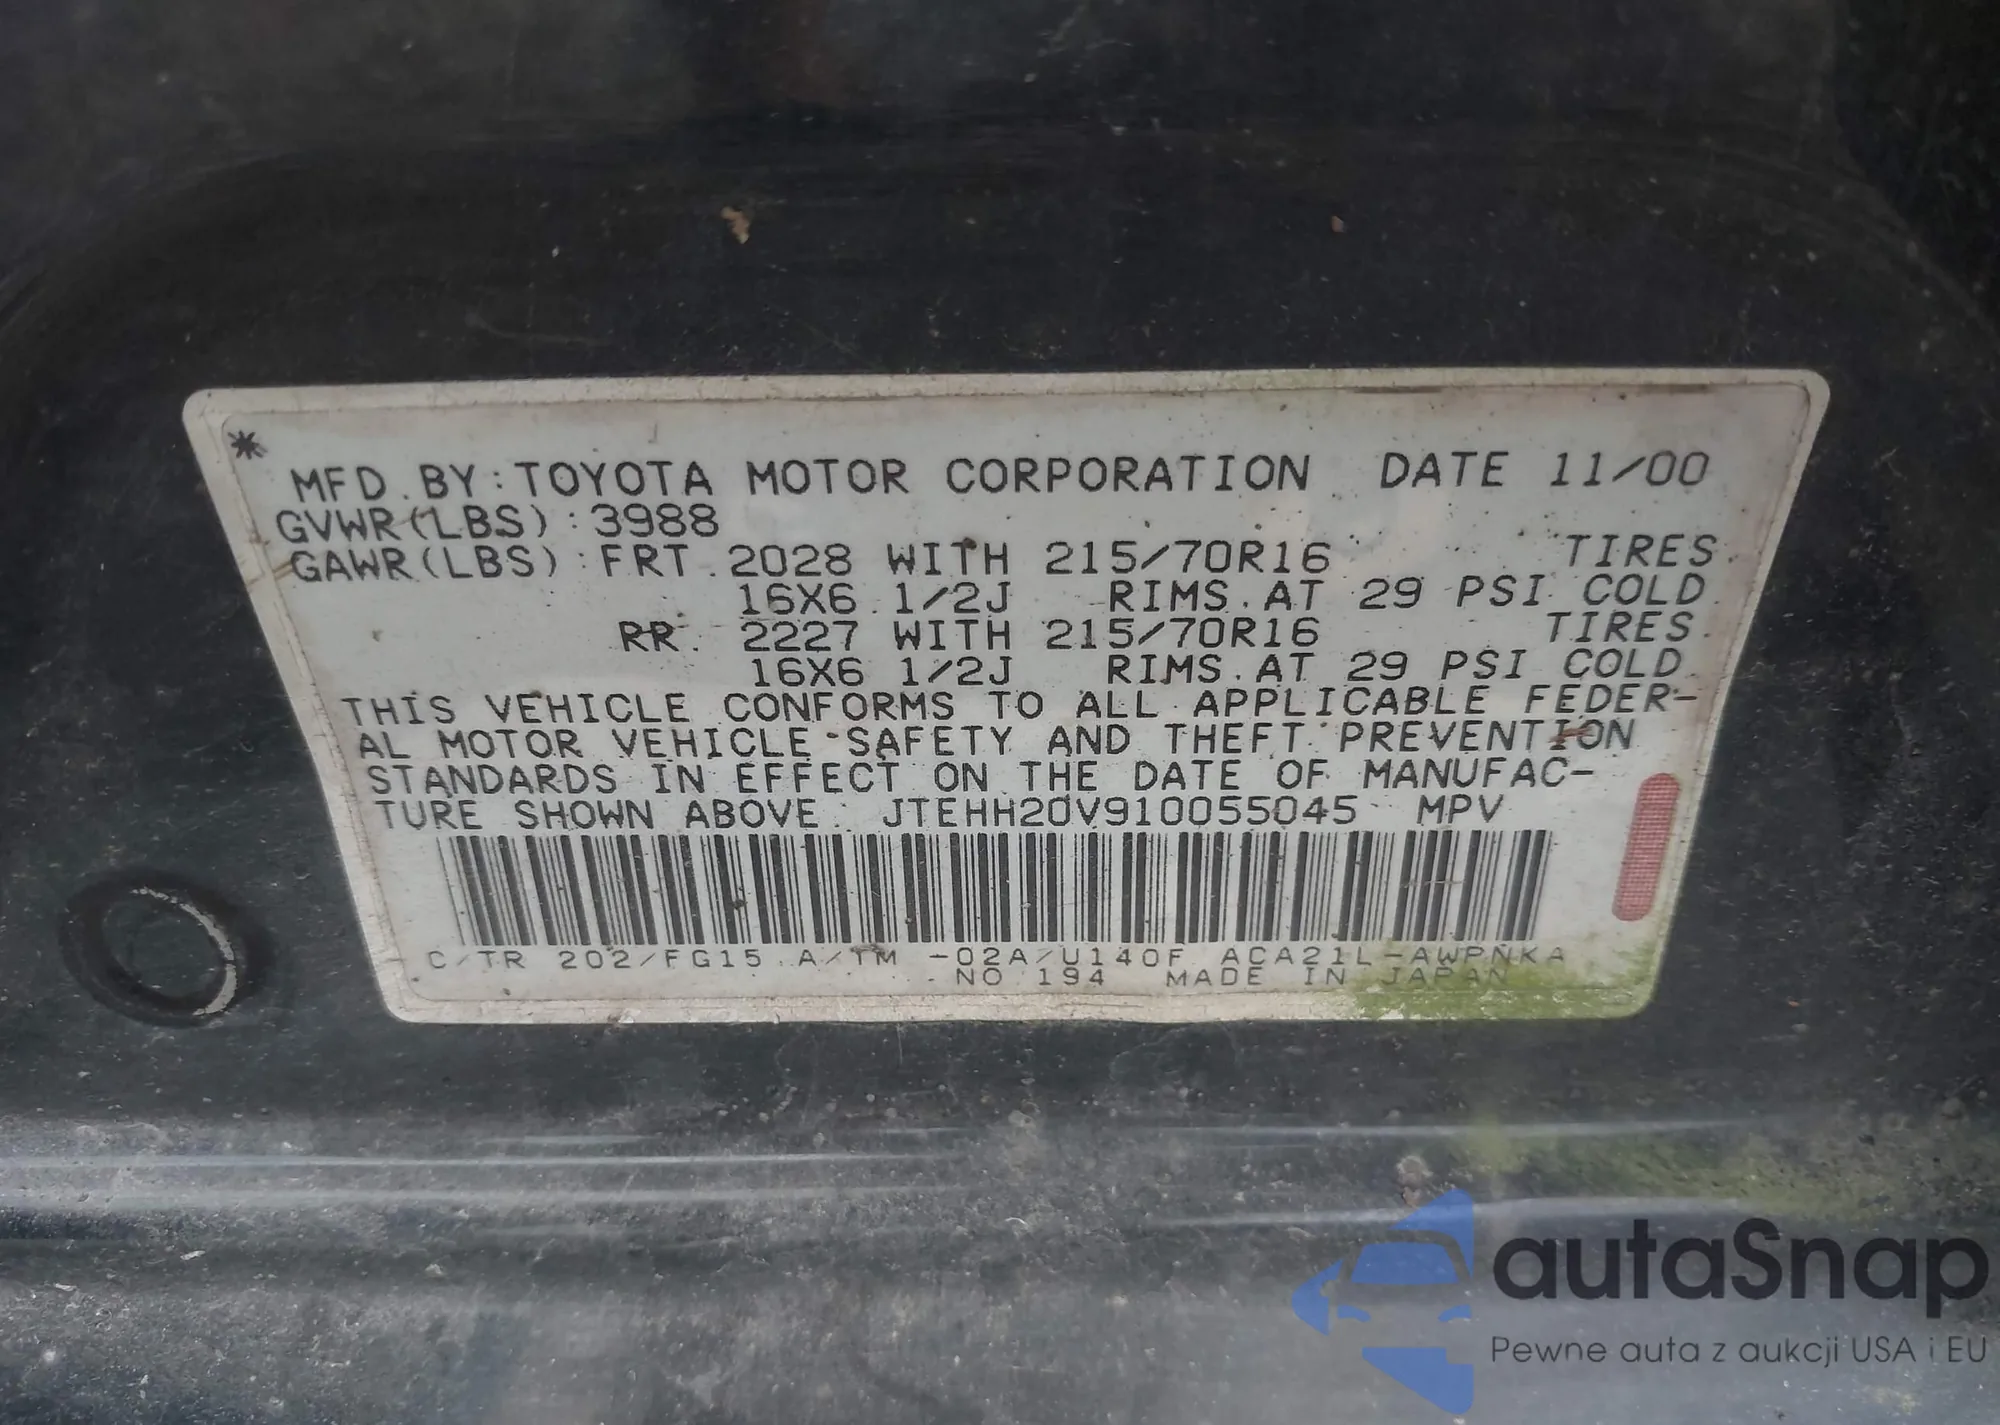 *
MFD. BY: TOYOTA MOTOR CORPORATION DATE 11/00
GVWR(LBS): 3988
GAWR(LBS): FRT. 2028 WITH 215/70R16 TIRES
16X6 1/2J RIMS. AT 29 PSI COLD
RR. 2227 WITH 215/70R16 TIRES
16X6 1/2J RIMS. AT 29 PSI COLD
THIS VEHICLE CONFORMS TO ALL APPLICABLE FEDER-
AL MOTOR VEHICLE SAFETY AND THEFT PREVENTION
STANDARDS IN EFFECT ON THE DATE OF MANUFAC-
TURE SHOWN ABOVE. JTEHH20V910055045 MPV
C/TR 202/FG15 A/TM -02A/U140F ACA21L-AWPNKA
NO 194 MADE IN JAPAN
autaSnap
Pewne auta z aukcji USA i EU